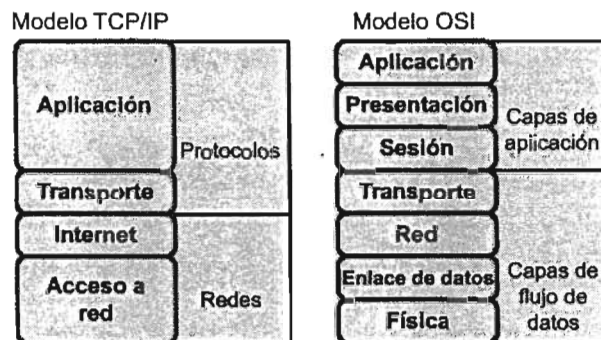 Modelo TCP/IP
Aplicación
Transporte
Internet
Acceso a
red
Protocolos
Redes
Modelo OSI
Aplicación
Presentación
Sesión
Transporte
Red
Enlace de datos
Física
Capas de
aplicación
Capas de
flujo de
datos